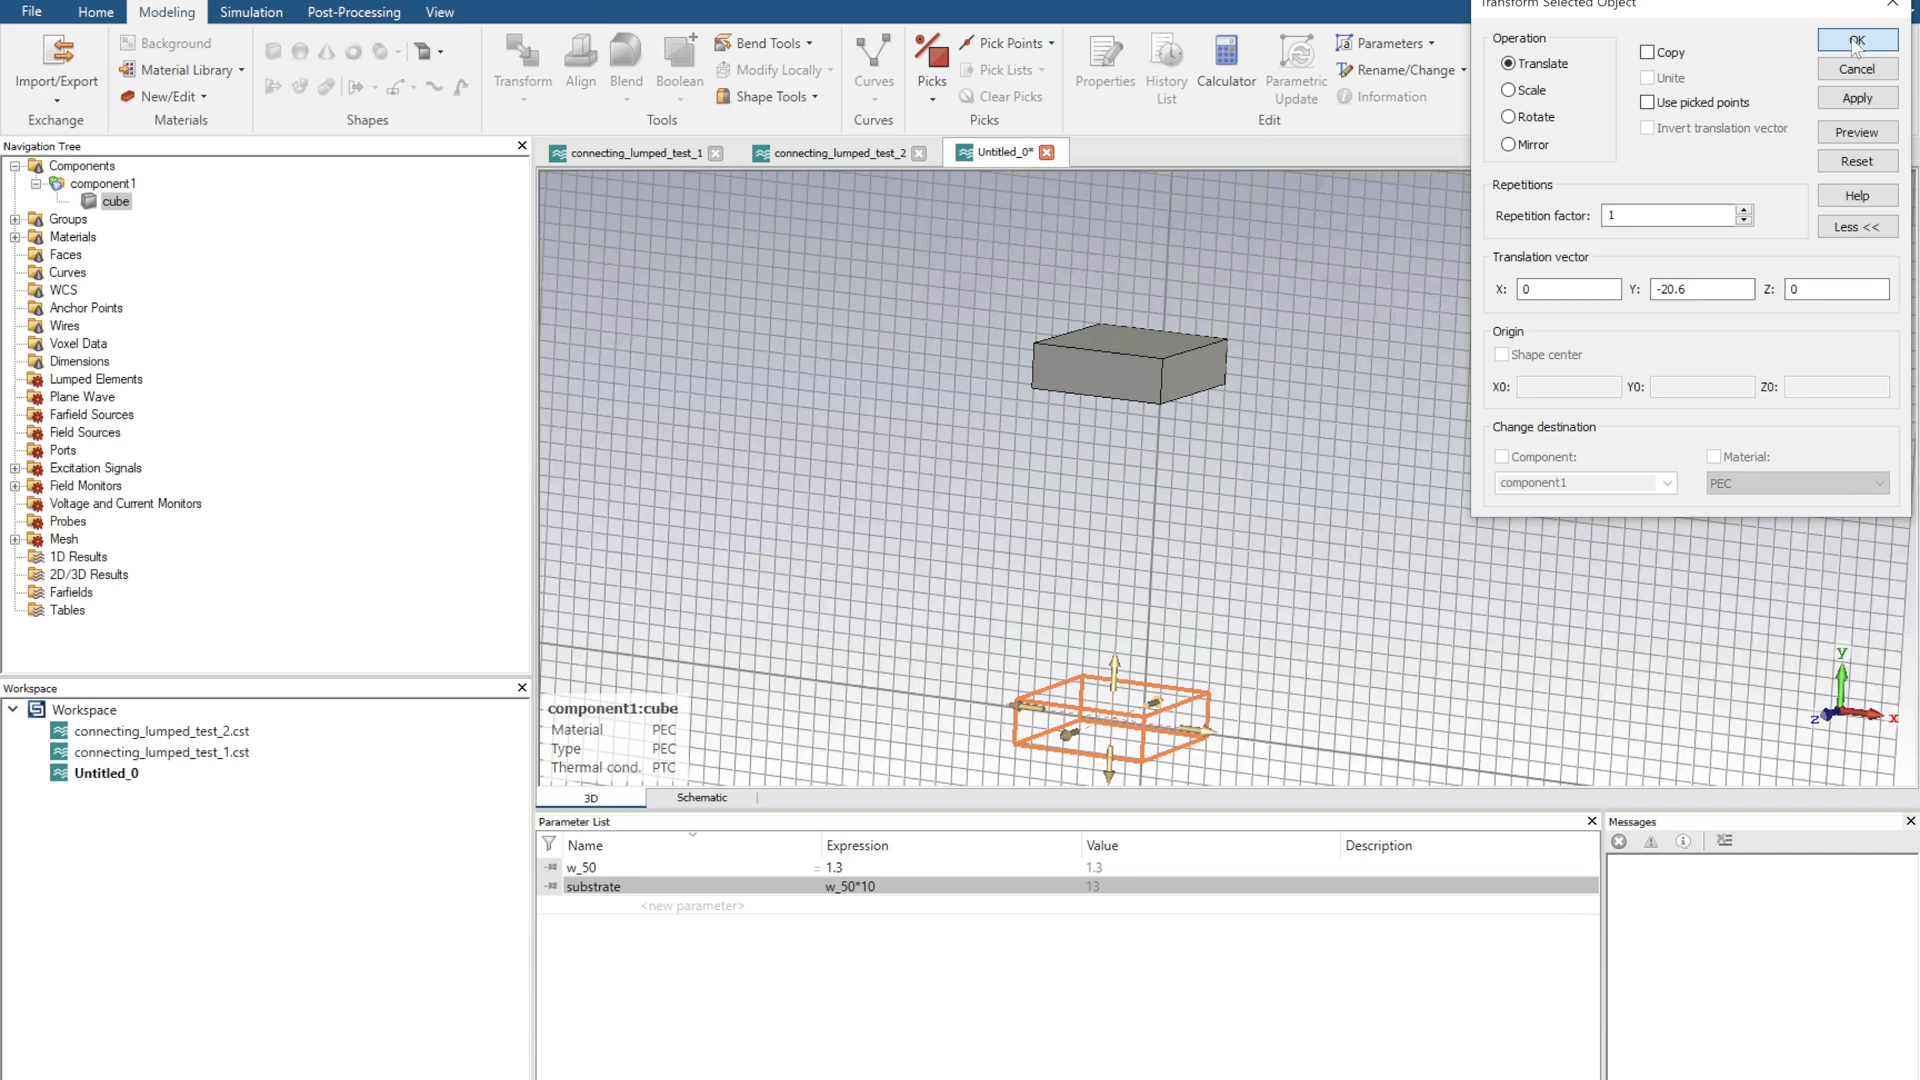 Transform Selected Object
File Home Modeling Simulation Post-Processing View
Import/Export
Exchange
Background
Material Library
New/Edit
Materials
Shapes
Transform Align Blend Boolean
Bend Tools
Modify Locally
Shape Tools
Tools
Curves
Curves
Picks
Pick Points
Pick Lists
Clear Picks
Picks
Properties History List Calculator Parametric Update
Parameters
Rename/Change
Information
Edit
Operation
Translate
Scale
Rotate
Mirror
Copy
Unite
Use picked points
Invert translation vector
OK
Cancel
Apply
Preview
Reset
Help
Less <<
Repetitions
Repetition factor: 1
Translation vector
X: 0 Y: -20.6 Z: 0
Origin
Shape center
X0: Y0: Z0:
Change destination
Component: Material:
component1 PEC
Navigation Tree
Components
component1
cube
Groups
Materials
Faces
Curves
WCS
Anchor Points
Wires
Voxel Data
Dimensions
Lumped Elements
Plane Wave
Farfield Sources
Field Sources
Ports
Excitation Signals
Field Monitors
Voltage and Current Monitors
Probes
Mesh
1D Results
2D/3D Results
Farfields
Tables
Workspace
Workspace
connecting_lumped_test_2.cst
connecting_lumped_test_1.cst
Untitled_0
connecting_lumped_test_1 connecting_lumped_test_2 Untitled_0*
component1:cube
Material PEC
Type PEC
Thermal cond. PTC
y
z x
3D Schematic
Parameter List
Name Expression Value Description
w_50 = 1.3 1.3
substrate w_50*10 13
<new parameter>
Messages